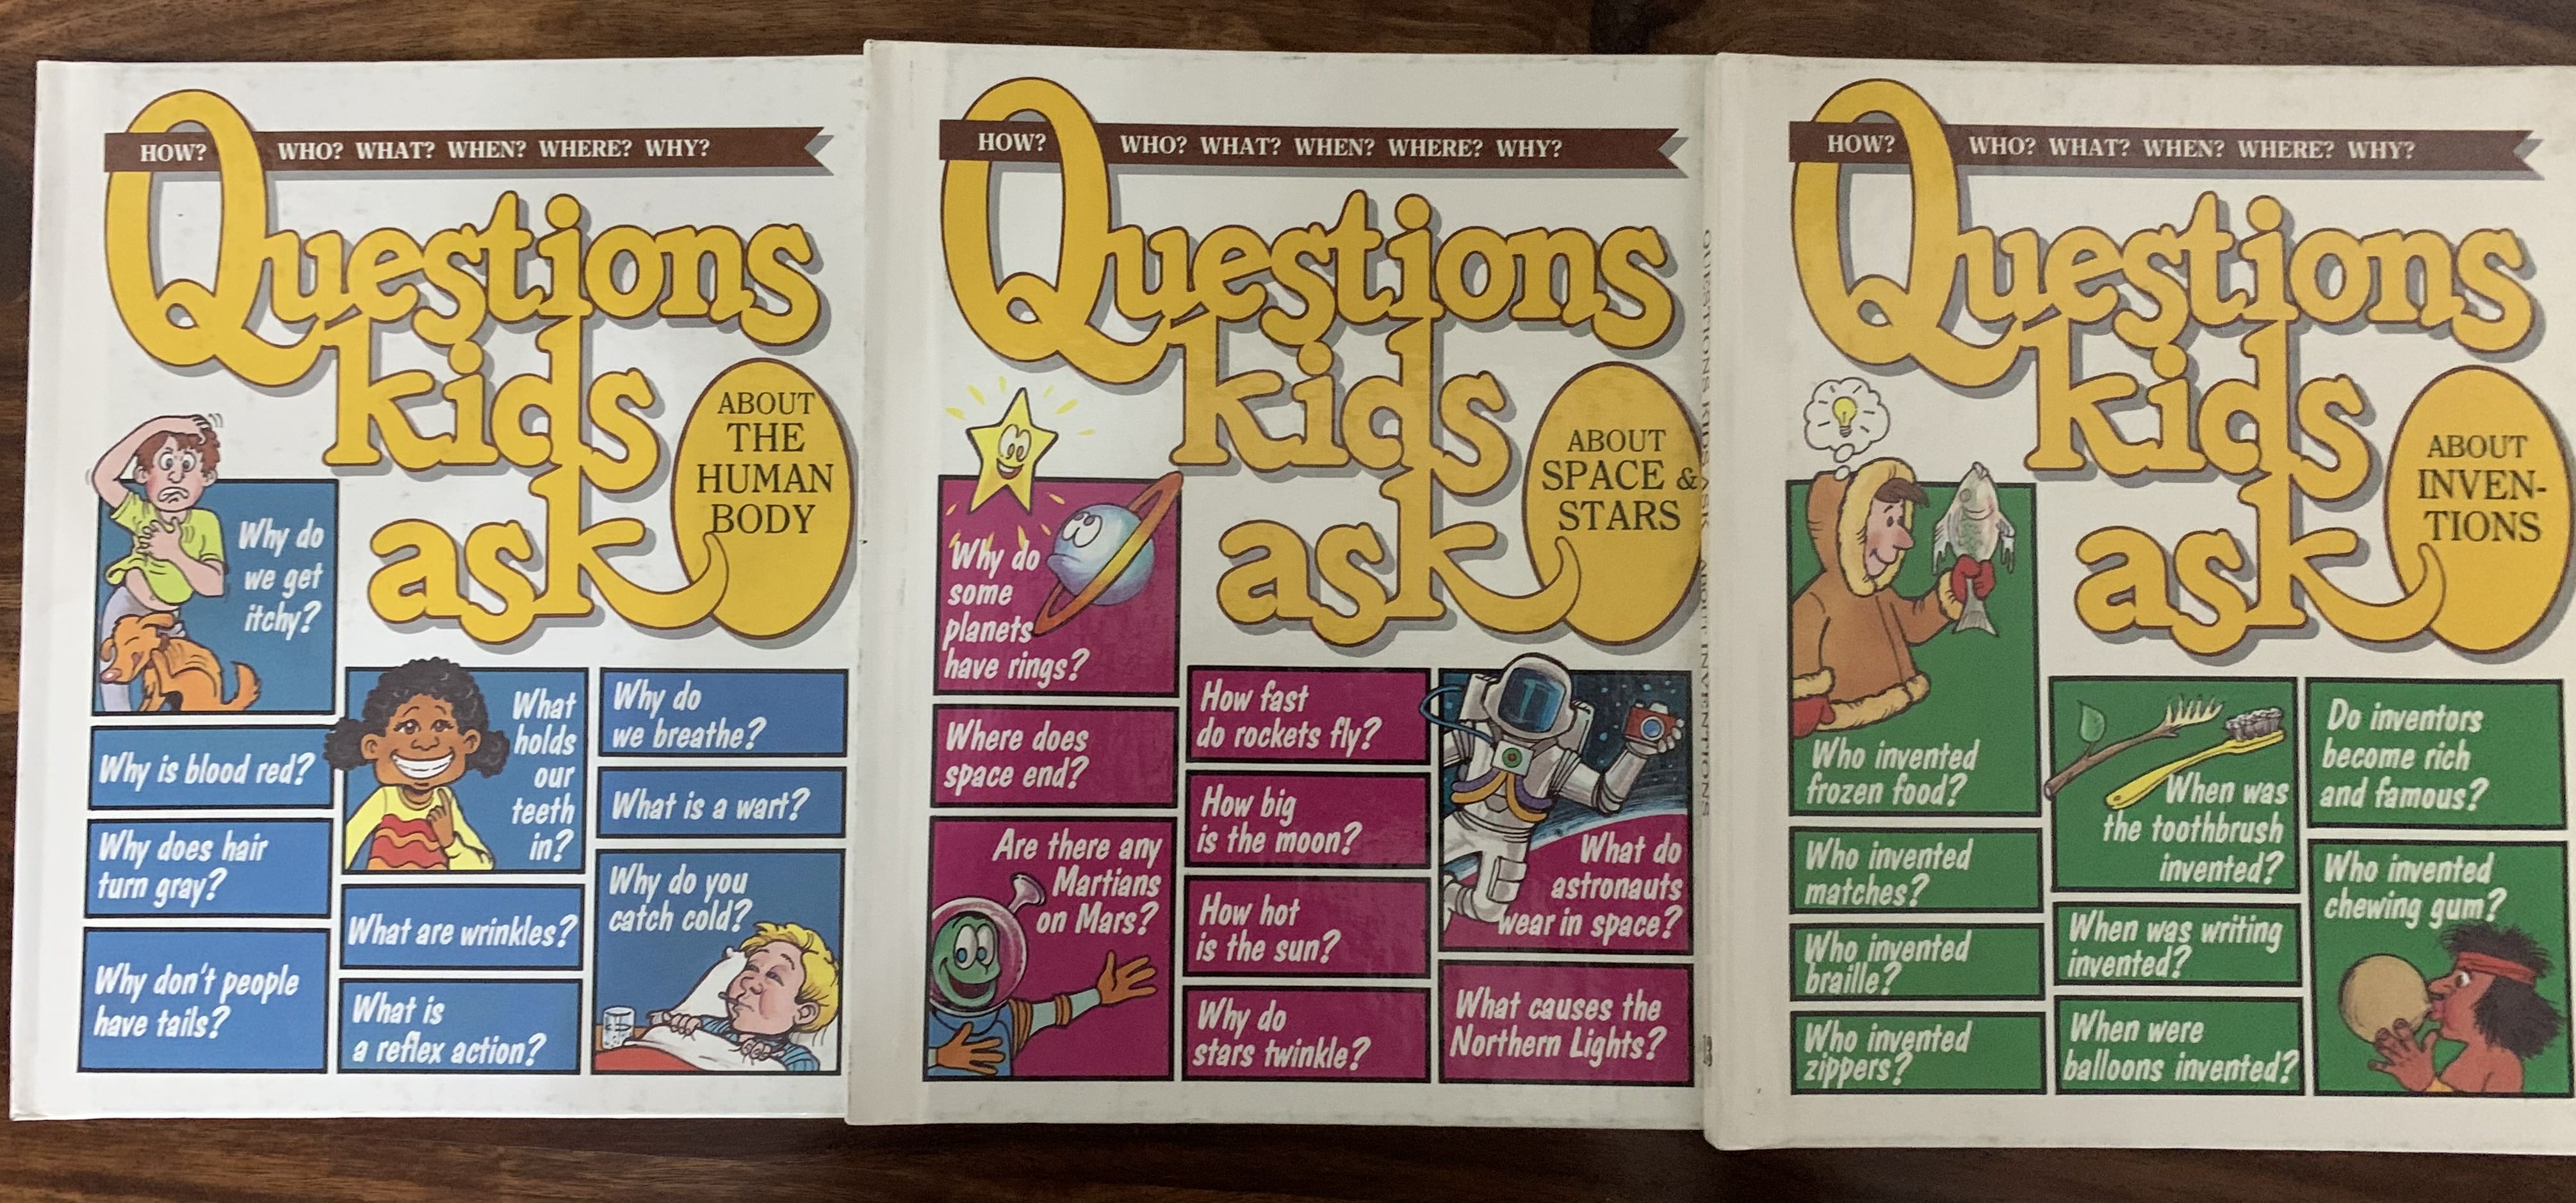 HOW? WHO? WHAT? WHEN? WHERE? WHY?
Questions
kids
ask
ABOUT
THE
HUMAN
BODY
Why do
we get
itchy?
Why is blood red?
Why does hair
turn gray?
Why don't people
have tails?
What
holds
our
teeth
in?
What are wrinkles?
What is
a reflex action?
Why do
we breathe?
What is a wart?
Why do you
catch cold?
HOW? WHO? WHAT? WHEN? WHERE? WHY?
Questions
kids
ask
ABOUT
SPACE &
STARS
Why do
some
planets
have rings?
Where does
space end?
Are there any
Martians
on Mars?
How fast
do rockets fly?
How big
is the moon?
How hot
is the sun?
Why do
stars twinkle?
What do
astronauts
wear in space?
What causes the
Northern Lights?
QUESTIONS KIDS ASK ABOUT INVENTIONS
13
HOW? WHO? WHAT? WHEN? WHERE? WHY?
Questions
kids
ask
ABOUT
INVEN-
TIONS
Who invented
frozen food?
Who invented
matches?
Who invented
braille?
Who invented
zippers?
When was
the toothbrush
invented?
When was writing
invented?
When were
balloons invented?
Do inventors
become rich
and famous?
Who invented
chewing gum?